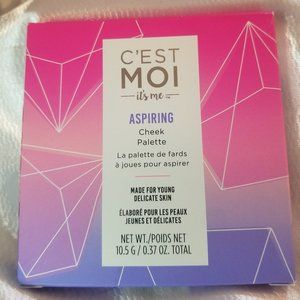 C'EST
MOI
it's me
ASPIRING
Cheek
Palette
La palette de fards
à joues pour aspirer
MADE FOR YOUNG
DELICATE SKIN
ÉLABORÉ POUR LES PEAUX
JEUNES ET DÉLICATES
NET WT./POIDS NET
10.5 G / 0.37 OZ. TOTAL